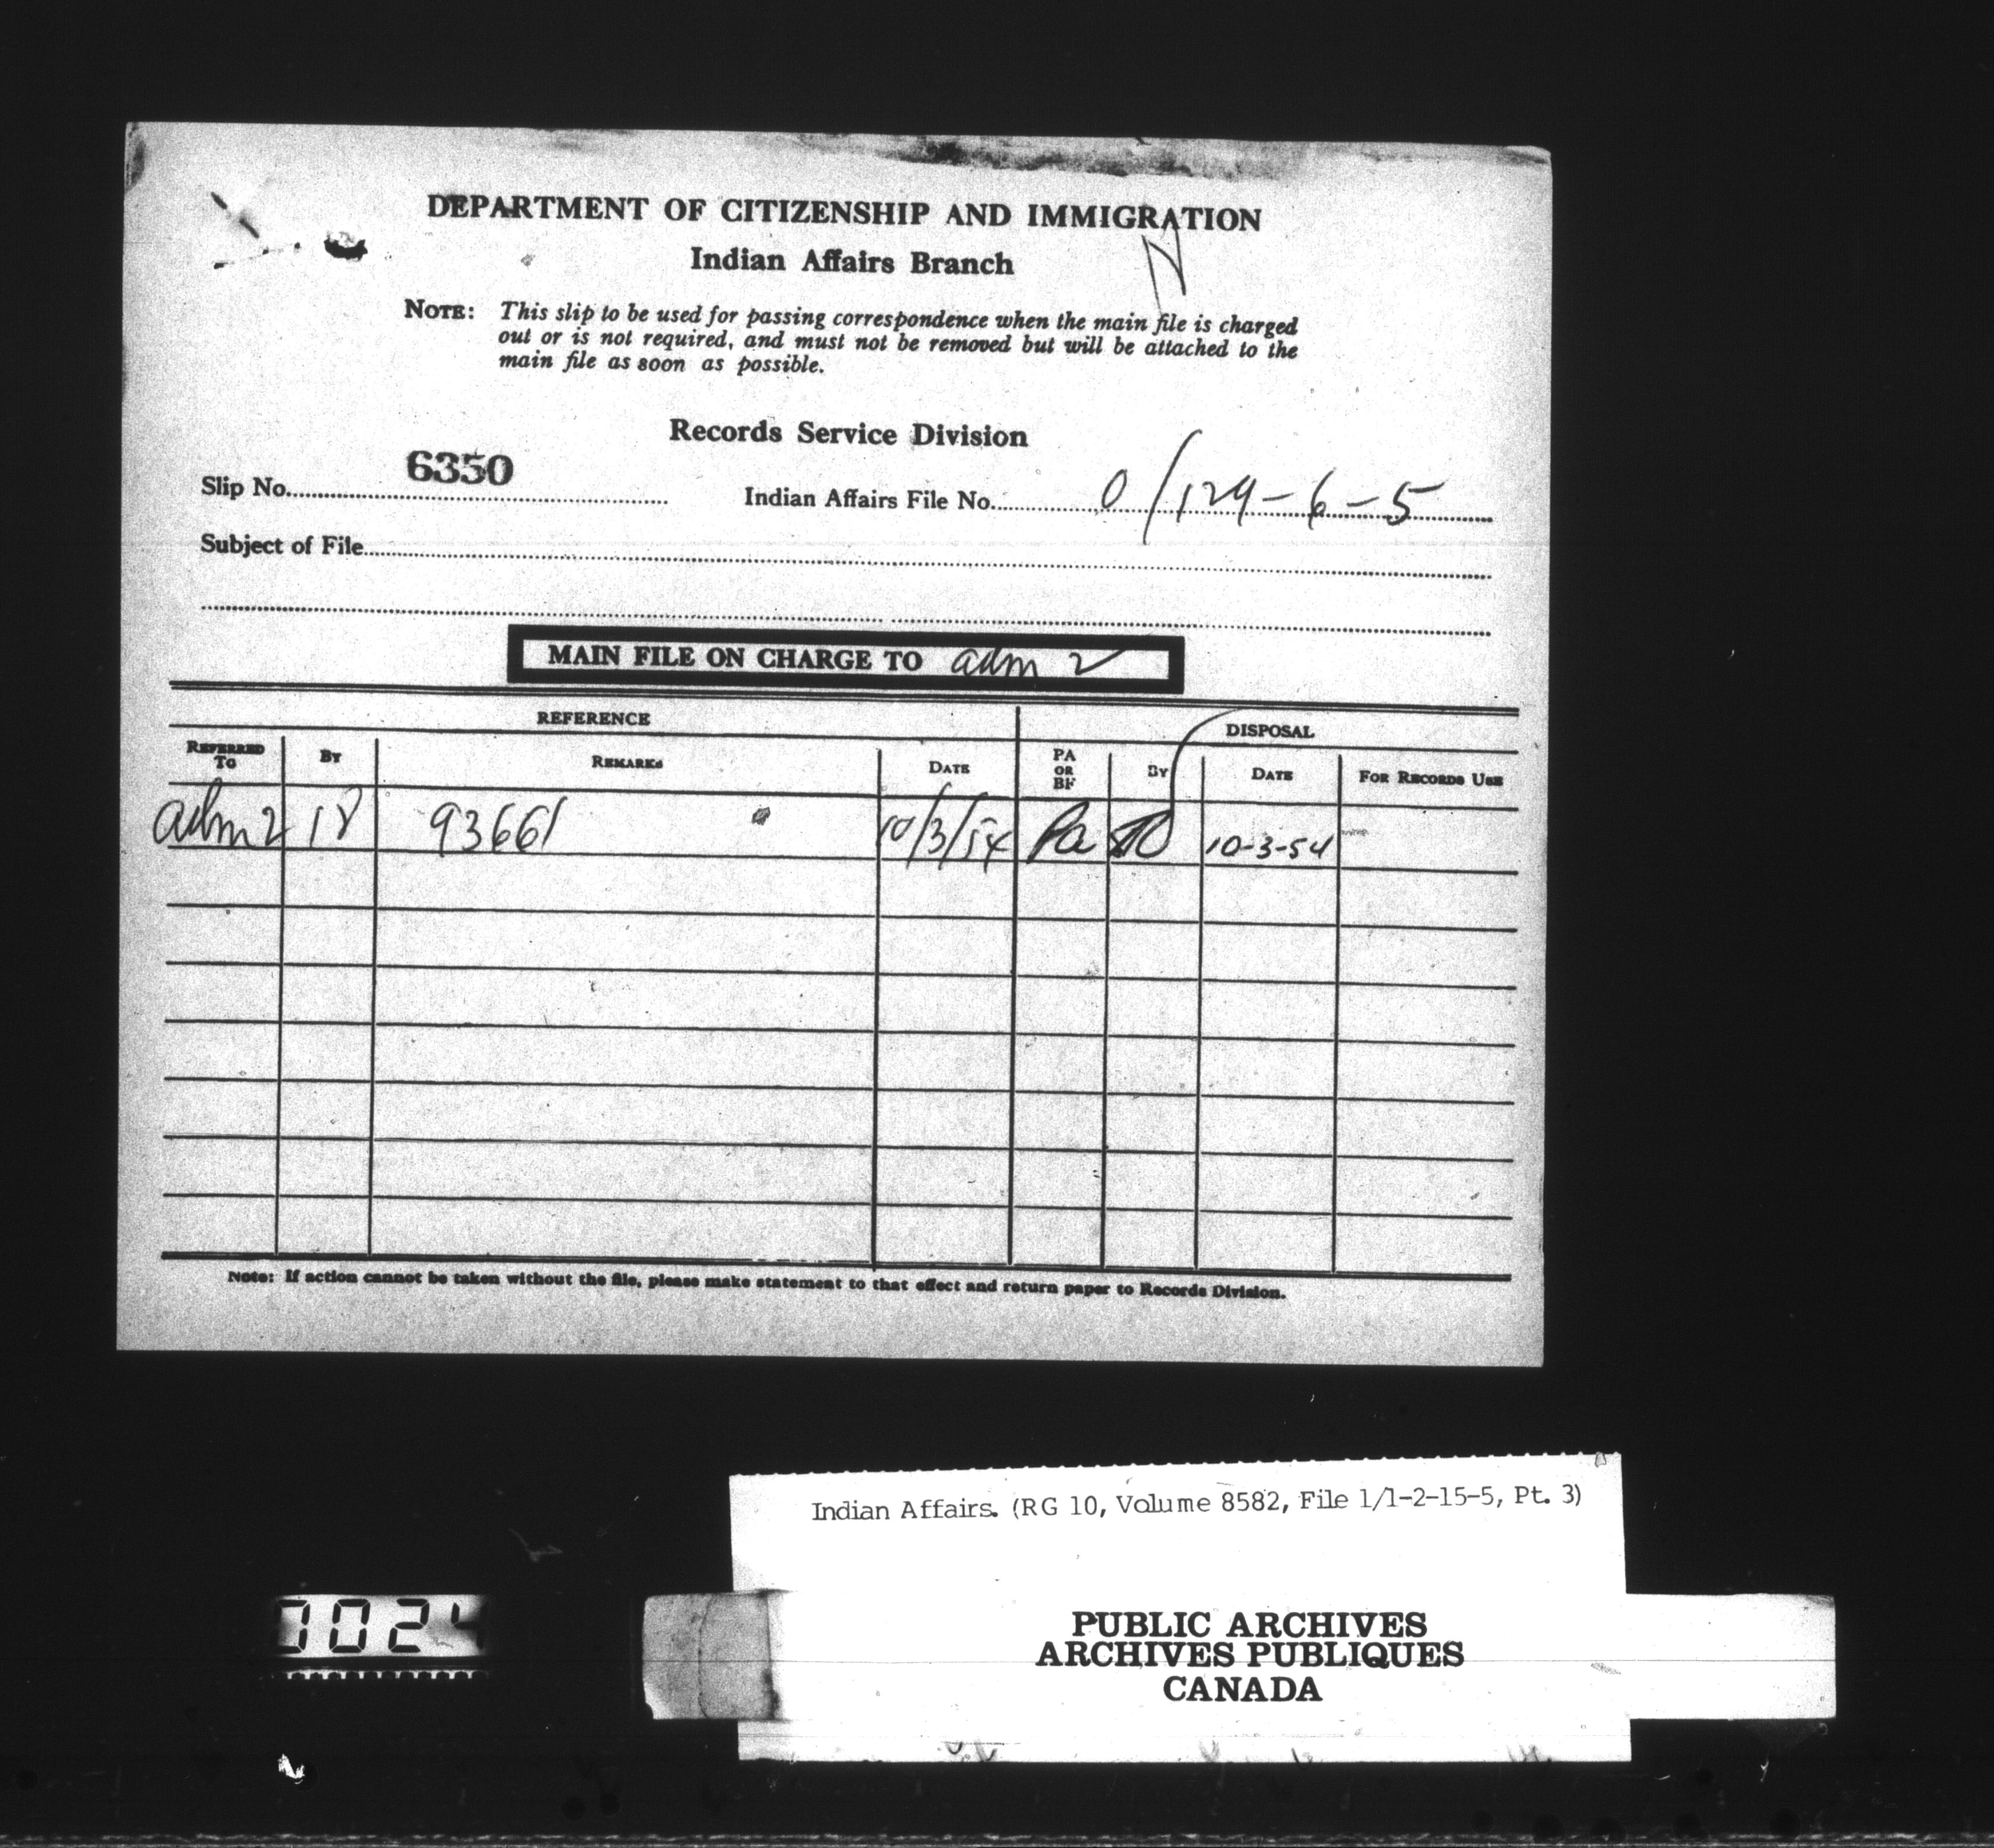 DEPARTMENT OF CITIZENSHIP AND IMMIGRATION
Indian Affairs Branch
N
NOTE: This slip to be used for passing correspondence when the main file is charged
out or is not required, and must not be removed but will be attached to the
main file as soon as possible.
Records Service Division
Slip No. 6350 Indian Affairs File No. 0/129-6-5
Subject of File
MAIN FILE ON CHARGE TO adm 2
REFERENCE DISPOSAL
REFERRED TO BY REMARKS DATE PA OR BF BY DATE FOR RECORDS USE
adm 2 18 93661 10/3/54 Pa 10-3-54
Note: If action cannot be taken without the file, please make statement to that effect and return paper to Records Division.
Indian Affairs. (RG 10, Volume 8582, File 1/1-2-15-5, Pt. 3)
0024
PUBLIC ARCHIVES
ARCHIVES PUBLIQUES
CANADA